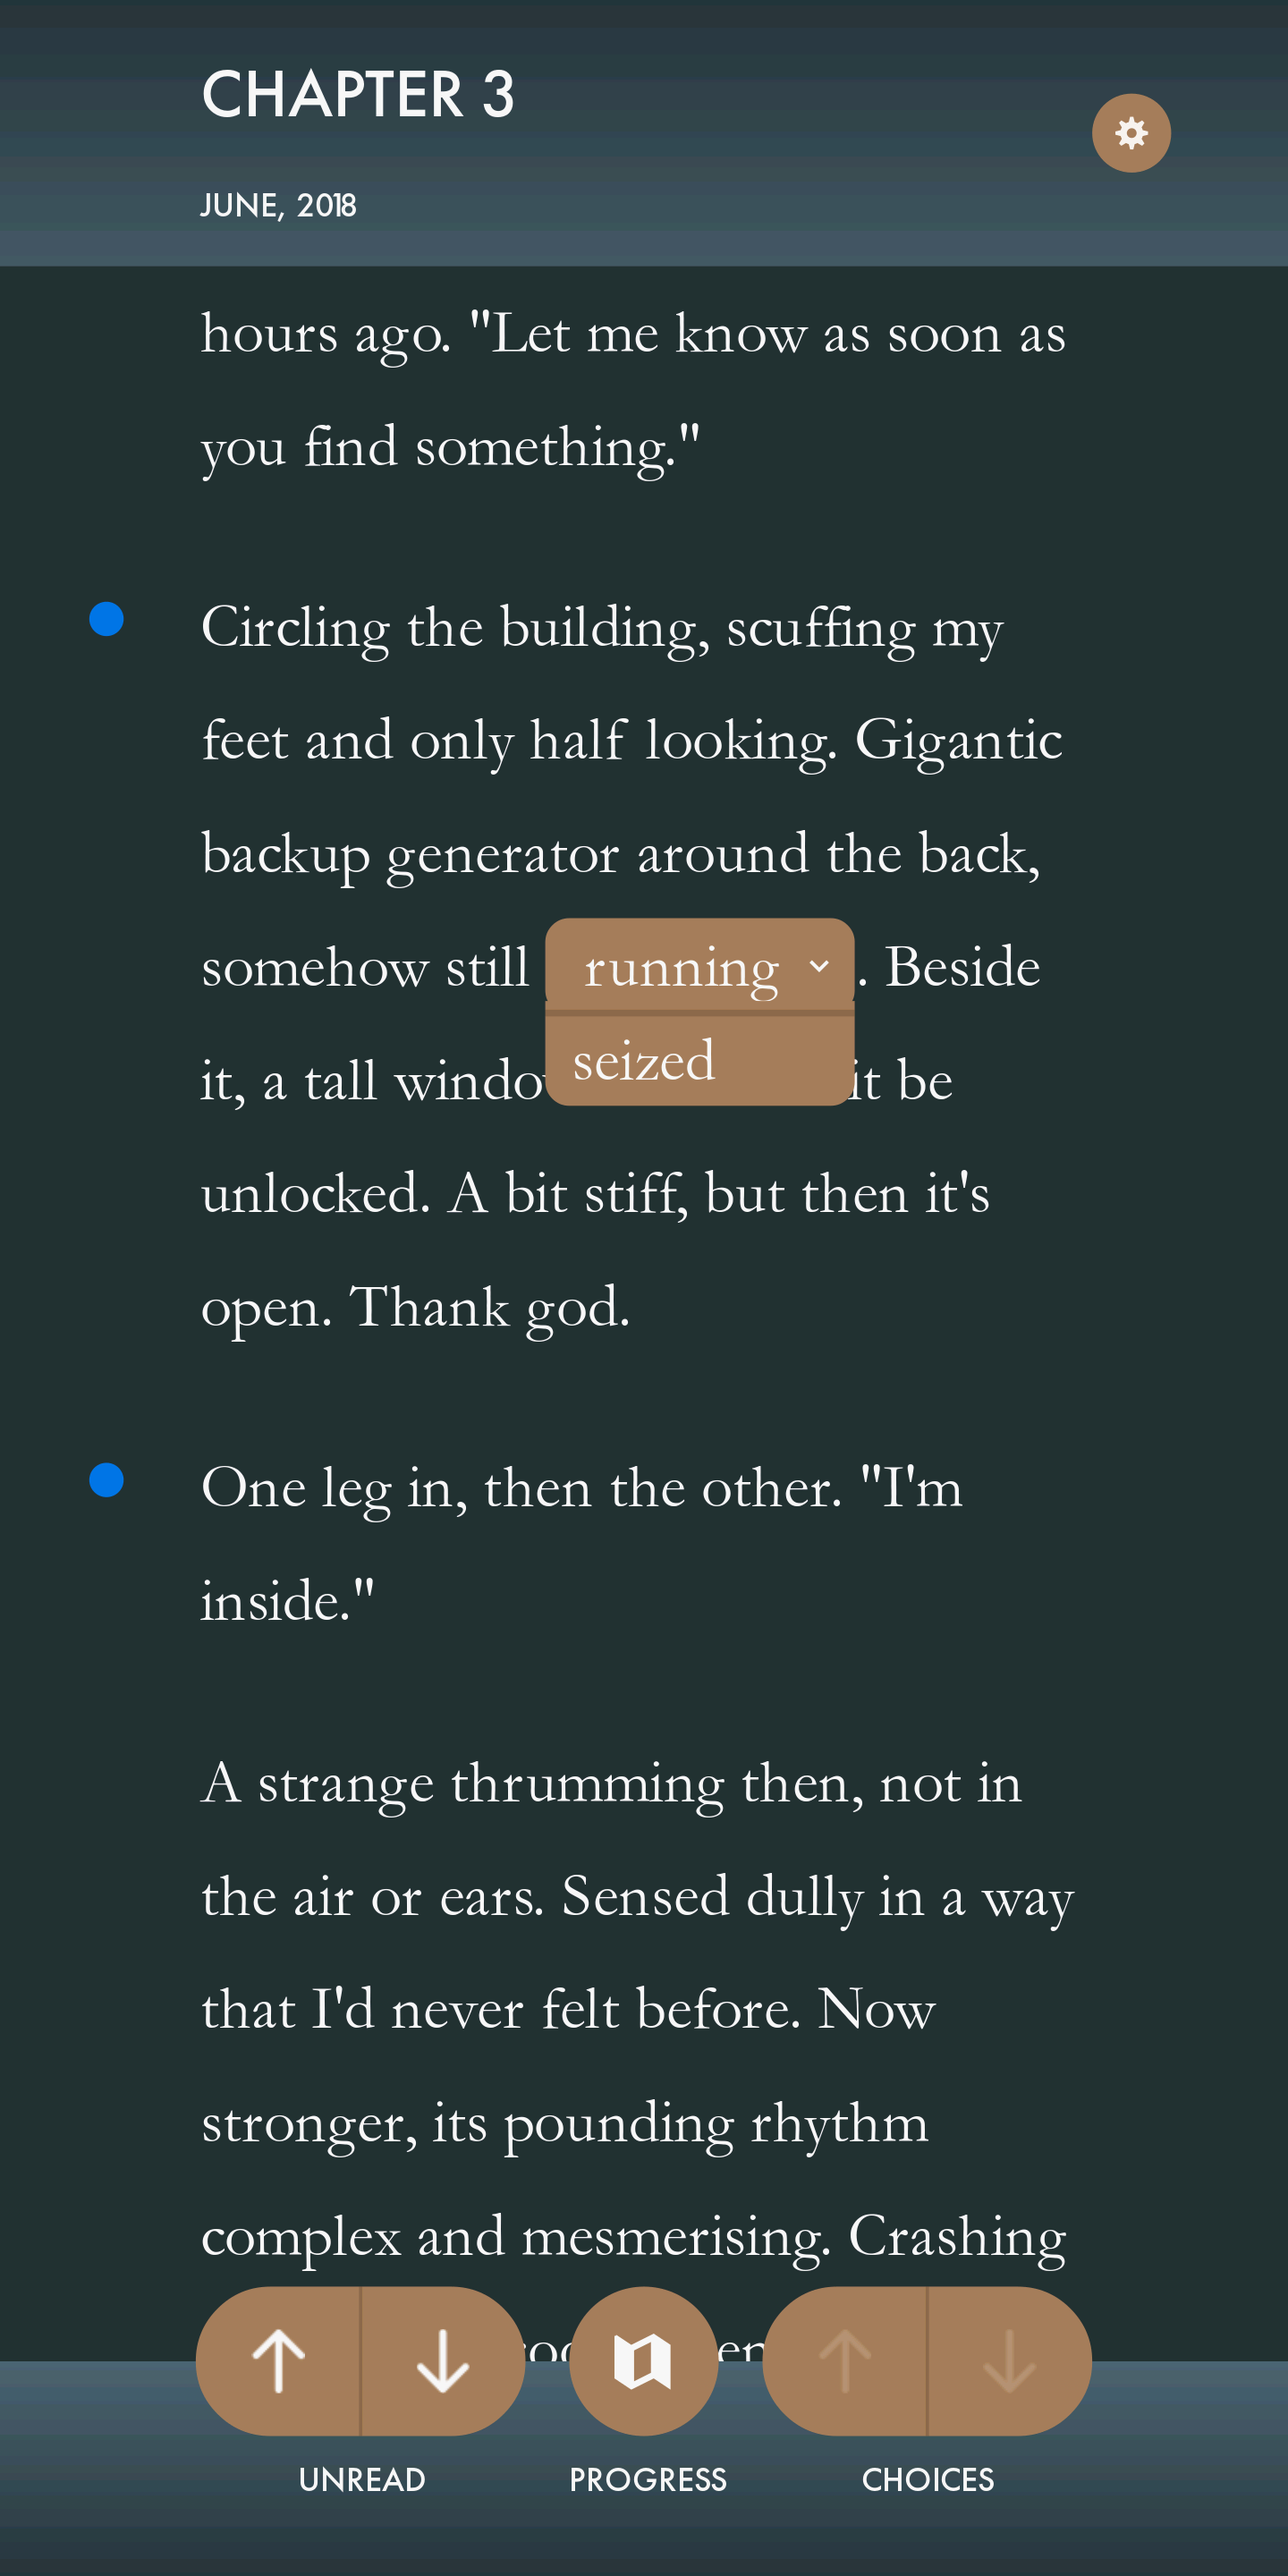 CHAPTER 3
JUNE, 2018
hours ago. "Let me know as soon as
you find something."
Circling the building, scuffing my
feet and only half looking. Gigantic
backup generator around the back,
somehow still running . Beside
seized
it, a tall it be
unlocked. A bit stiff, but then it's
open. Thank god.
One leg in, then the other. "I'm
inside."
A strange thrumming then, not in
the air or ears. Sensed dully in a way
that I'd never felt before. Now
stronger, its pounding rhythm
complex and mesmerising. Crashing
UNREAD PROGRESS CHOICES